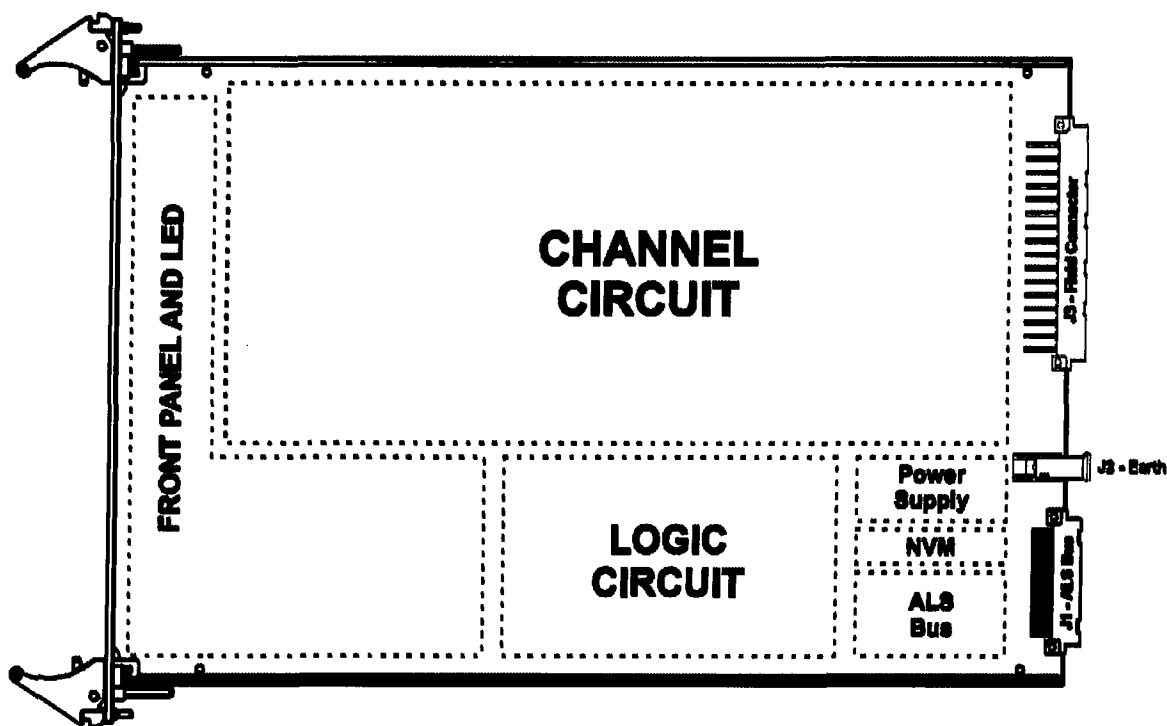 FRONT PANEL AND LED
CHANNEL
CIRCUIT
J3 - Field Connector
Power
Supply
J2 - Earth
LOGIC
CIRCUIT
NVM
ALS
Bus
J1 - ALS Bus